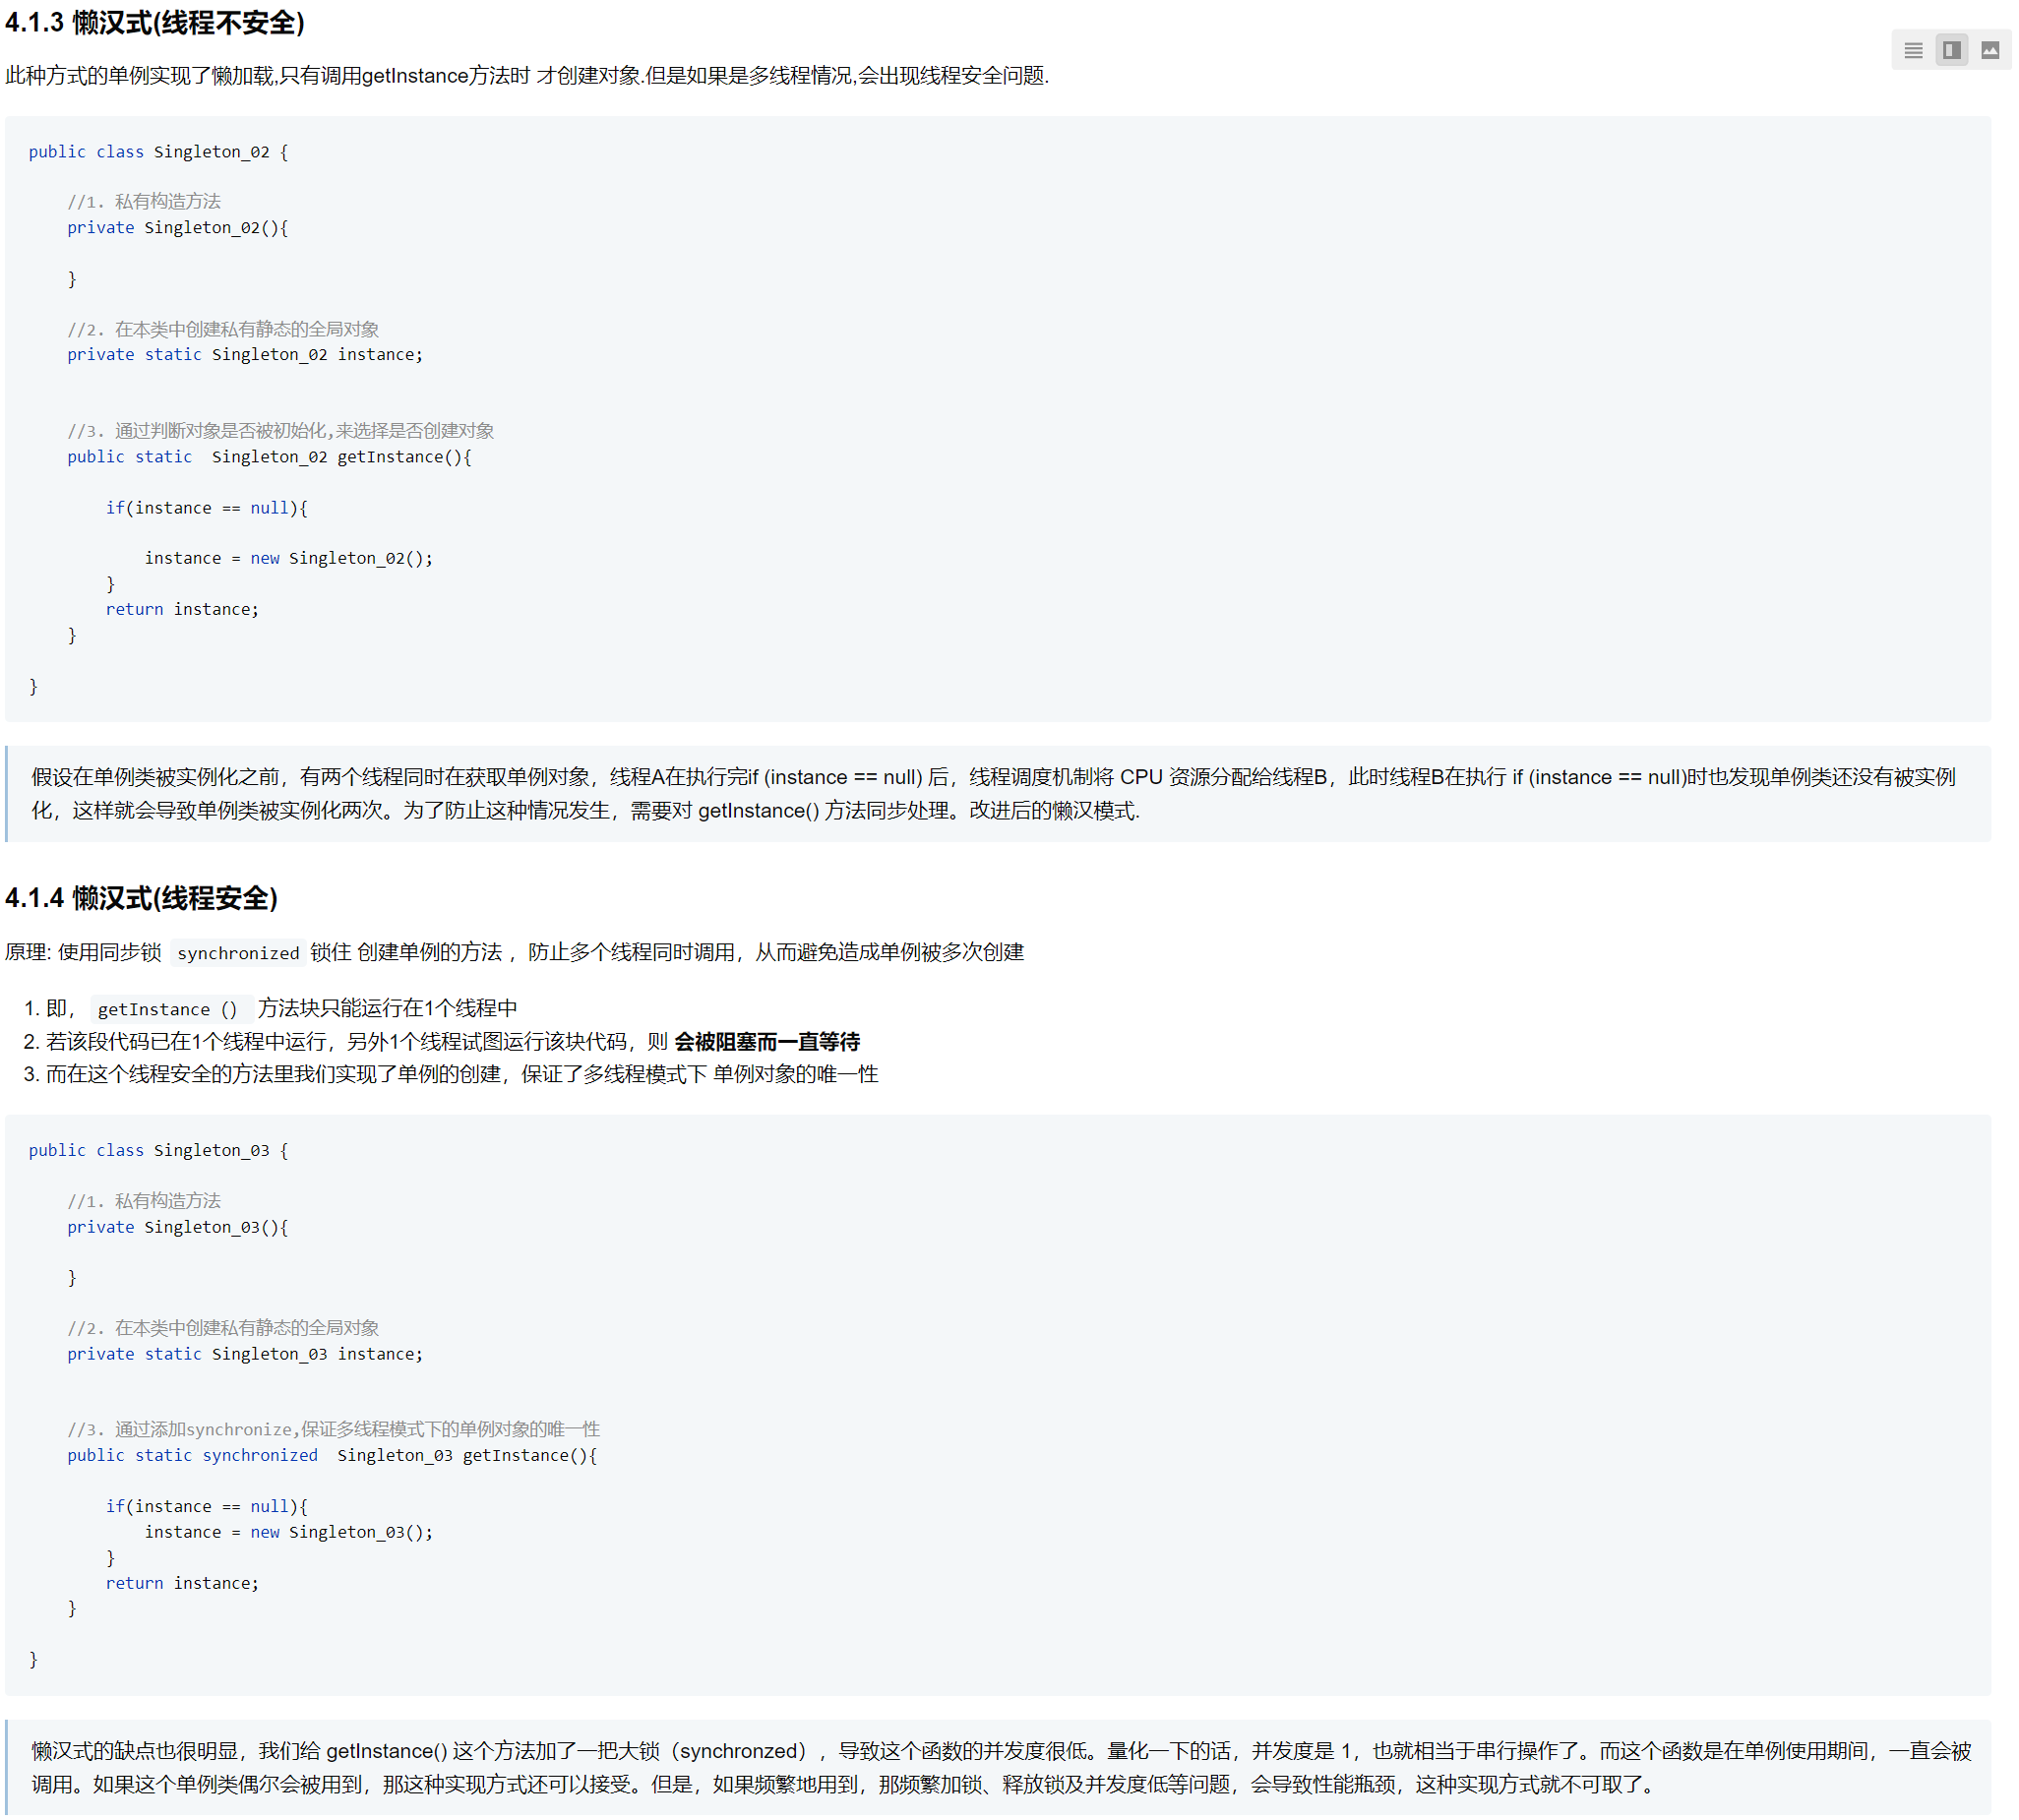 4.1.3 懒汉式(线程不安全)
此种方式的单例实现了懒加载,只有调用getInstance方法时 才创建对象.但是如果是多线程情况,会出现线程安全问题.
public class Singleton_02 {
//1. 私有构造方法
private Singleton_02(){
}
//2. 在本类中创建私有静态的全局对象
private static Singleton_02 instance;
//3. 通过判断对象是否被初始化,来选择是否创建对象
public static  Singleton_02 getInstance(){
if(instance == null){
instance = new Singleton_02();
}
return instance;
}
}
假设在单例类被实例化之前，有两个线程同时在获取单例对象，线程A在执行完if (instance == null) 后，线程调度机制将 CPU 资源分配给线程B，此时线程B在执行 if (instance == null)时也发现单例类还没有被实例
化，这样就会导致单例类被实例化两次。为了防止这种情况发生，需要对 getInstance() 方法同步处理。改进后的懒汉模式.
4.1.4 懒汉式(线程安全)
原理: 使用同步锁 synchronized 锁住 创建单例的方法 ，防止多个线程同时调用，从而避免造成单例被多次创建
1. 即， getInstance () 方法块只能运行在1个线程中
2. 若该段代码已在1个线程中运行，另外1个线程试图运行该块代码，则 会被阻塞而一直等待
3. 而在这个线程安全的方法里我们实现了单例的创建，保证了多线程模式下 单例对象的唯一性
public class Singleton_03 {
//1. 私有构造方法
private Singleton_03(){
}
//2. 在本类中创建私有静态的全局对象
private static Singleton_03 instance;
//3. 通过添加synchronize,保证多线程模式下的单例对象的唯一性
public static synchronized  Singleton_03 getInstance(){
if(instance == null){
instance = new Singleton_03();
}
return instance;
}
}
懒汉式的缺点也很明显，我们给 getInstance() 这个方法加了一把大锁（synchronzed），导致这个函数的并发度很低。量化一下的话，并发度是 1，也就相当于串行操作了。而这个函数是在单例使用期间，一直会被
调用。如果这个单例类偶尔会被用到，那这种实现方式还可以接受。但是，如果频繁地用到，那频繁加锁、释放锁及并发度低等问题，会导致性能瓶颈，这种实现方式就不可取了。